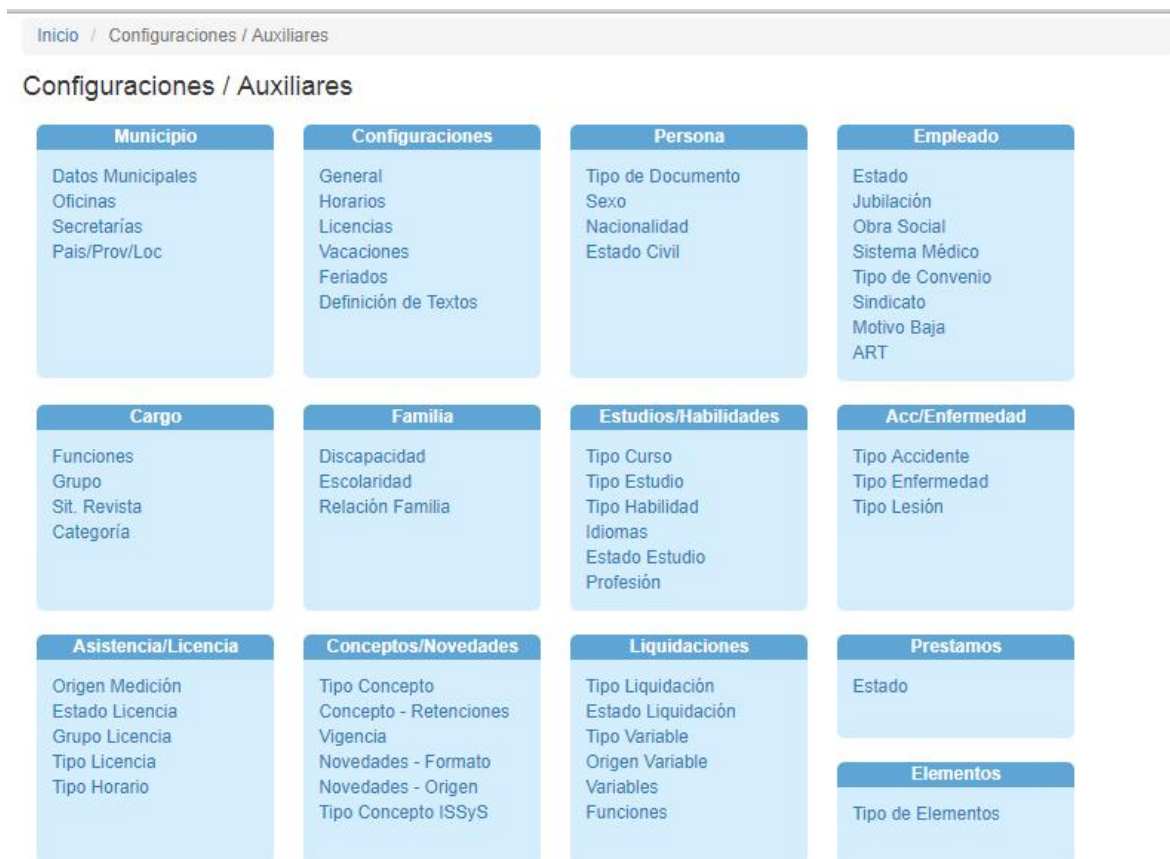 Inicio / Configuraciones / Auxiliares
Configuraciones / Auxiliares
Municipio
Datos Municipales
Oficinas
Secretarías
Pais/Prov/Loc
Configuraciones
General
Horarios
Licencias
Vacaciones
Feriados
Definición de Textos
Persona
Tipo de Documento
Sexo
Nacionalidad
Estado Civil
Empleado
Estado
Jubilación
Obra Social
Sistema Médico
Tipo de Convenio
Sindicato
Motivo Baja
ART
Cargo
Funciones
Grupo
Sit. Revista
Categoría
Familia
Discapacidad
Escolaridad
Relación Familia
Estudios/Habilidades
Tipo Curso
Tipo Estudio
Tipo Habilidad
Idiomas
Estado Estudio
Profesión
Acc/Enfermedad
Tipo Accidente
Tipo Enfermedad
Tipo Lesión
Asistencia/Licencia
Origen Medición
Estado Licencia
Grupo Licencia
Tipo Licencia
Tipo Horario
Conceptos/Novedades
Tipo Concepto
Concepto - Retenciones
Vigencia
Novedades - Formato
Novedades - Origen
Tipo Concepto ISSyS
Liquidaciones
Tipo Liquidación
Estado Liquidación
Tipo Variable
Origen Variable
Variables
Funciones
Prestamos
Estado
Elementos
Tipo de Elementos